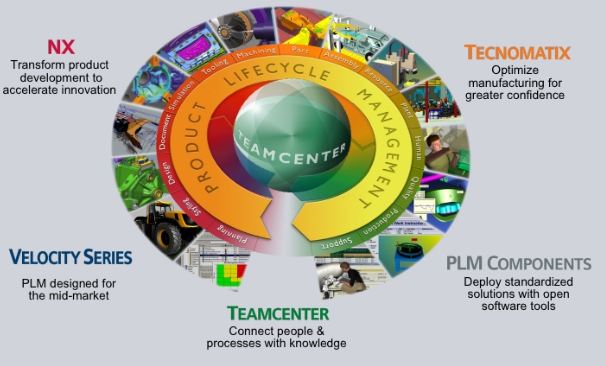 NX
Transform product
development to
accelerate innovation
TECNOMATIX
Optimize
manufacturing for
greater confidence
PRODUCT LIFECYCLE MANAGEMENT
Planning
Styling
Design
Document
Simulation
Tooling
Machining
Part
Assembly
Resource
Plant
Human
Quality
Production
Support
TEAMCENTER
VELOCITY SERIES
PLM designed for
the mid-market
PLM COMPONENTS
Deploy standardized
solutions with open
software tools
TEAMCENTER
Connect people &
processes with knowledge